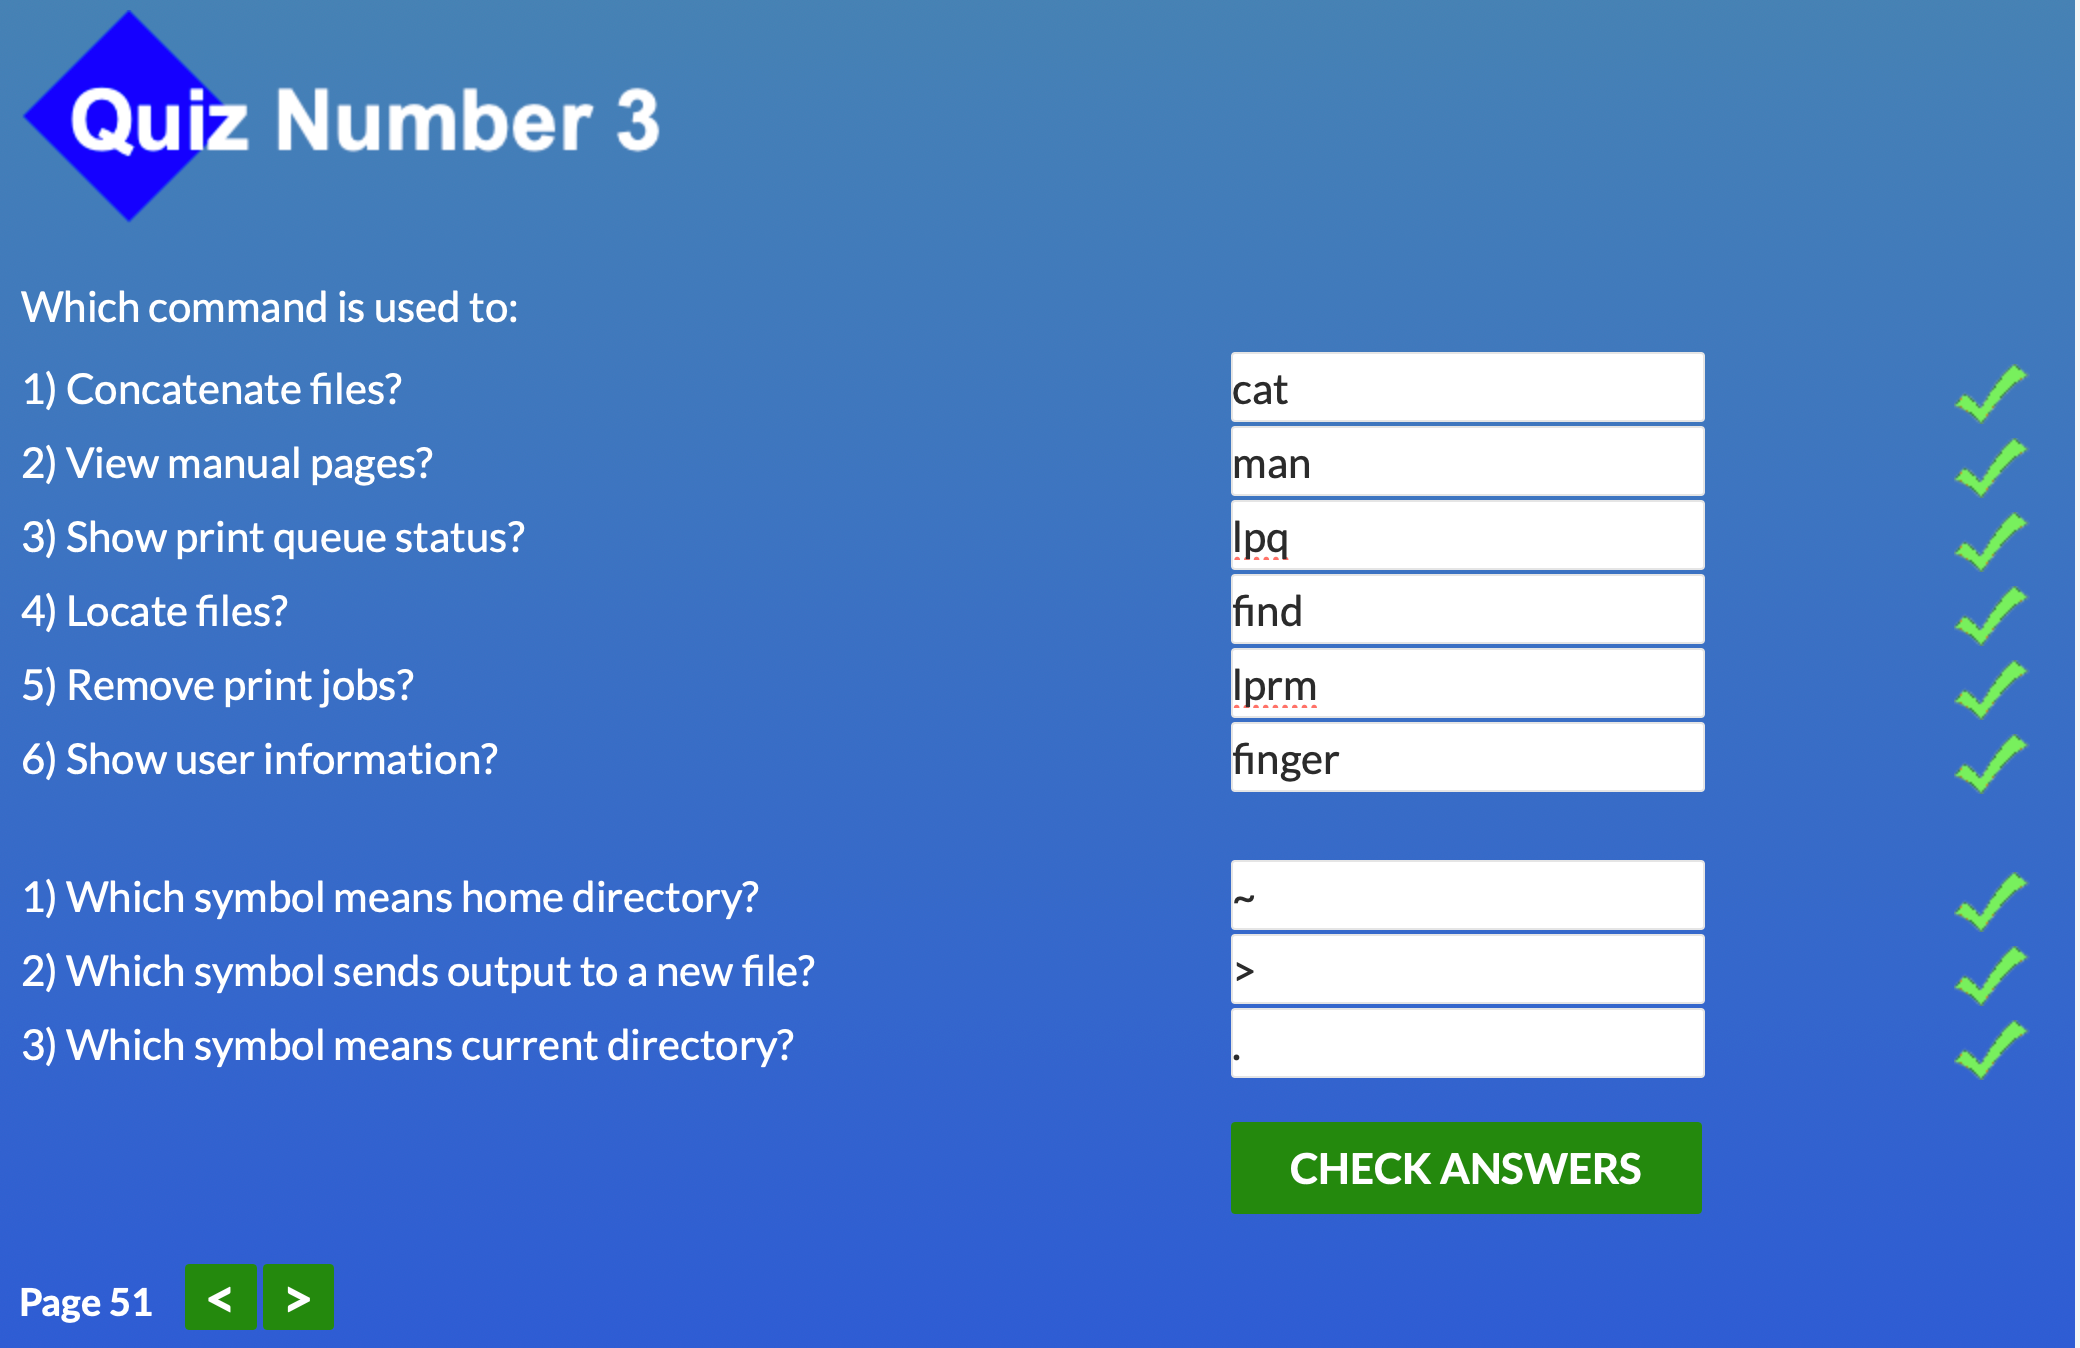 Quiz Number 3
Which command is used to:
1) Concatenate files? cat
2) View manual pages? man
3) Show print queue status? lpq
4) Locate files? find
5) Remove print jobs? lprm
6) Show user information? finger
1) Which symbol means home directory? ~
2) Which symbol sends output to a new file? >
3) Which symbol means current directory? .
CHECK ANSWERS
Page 51 < >